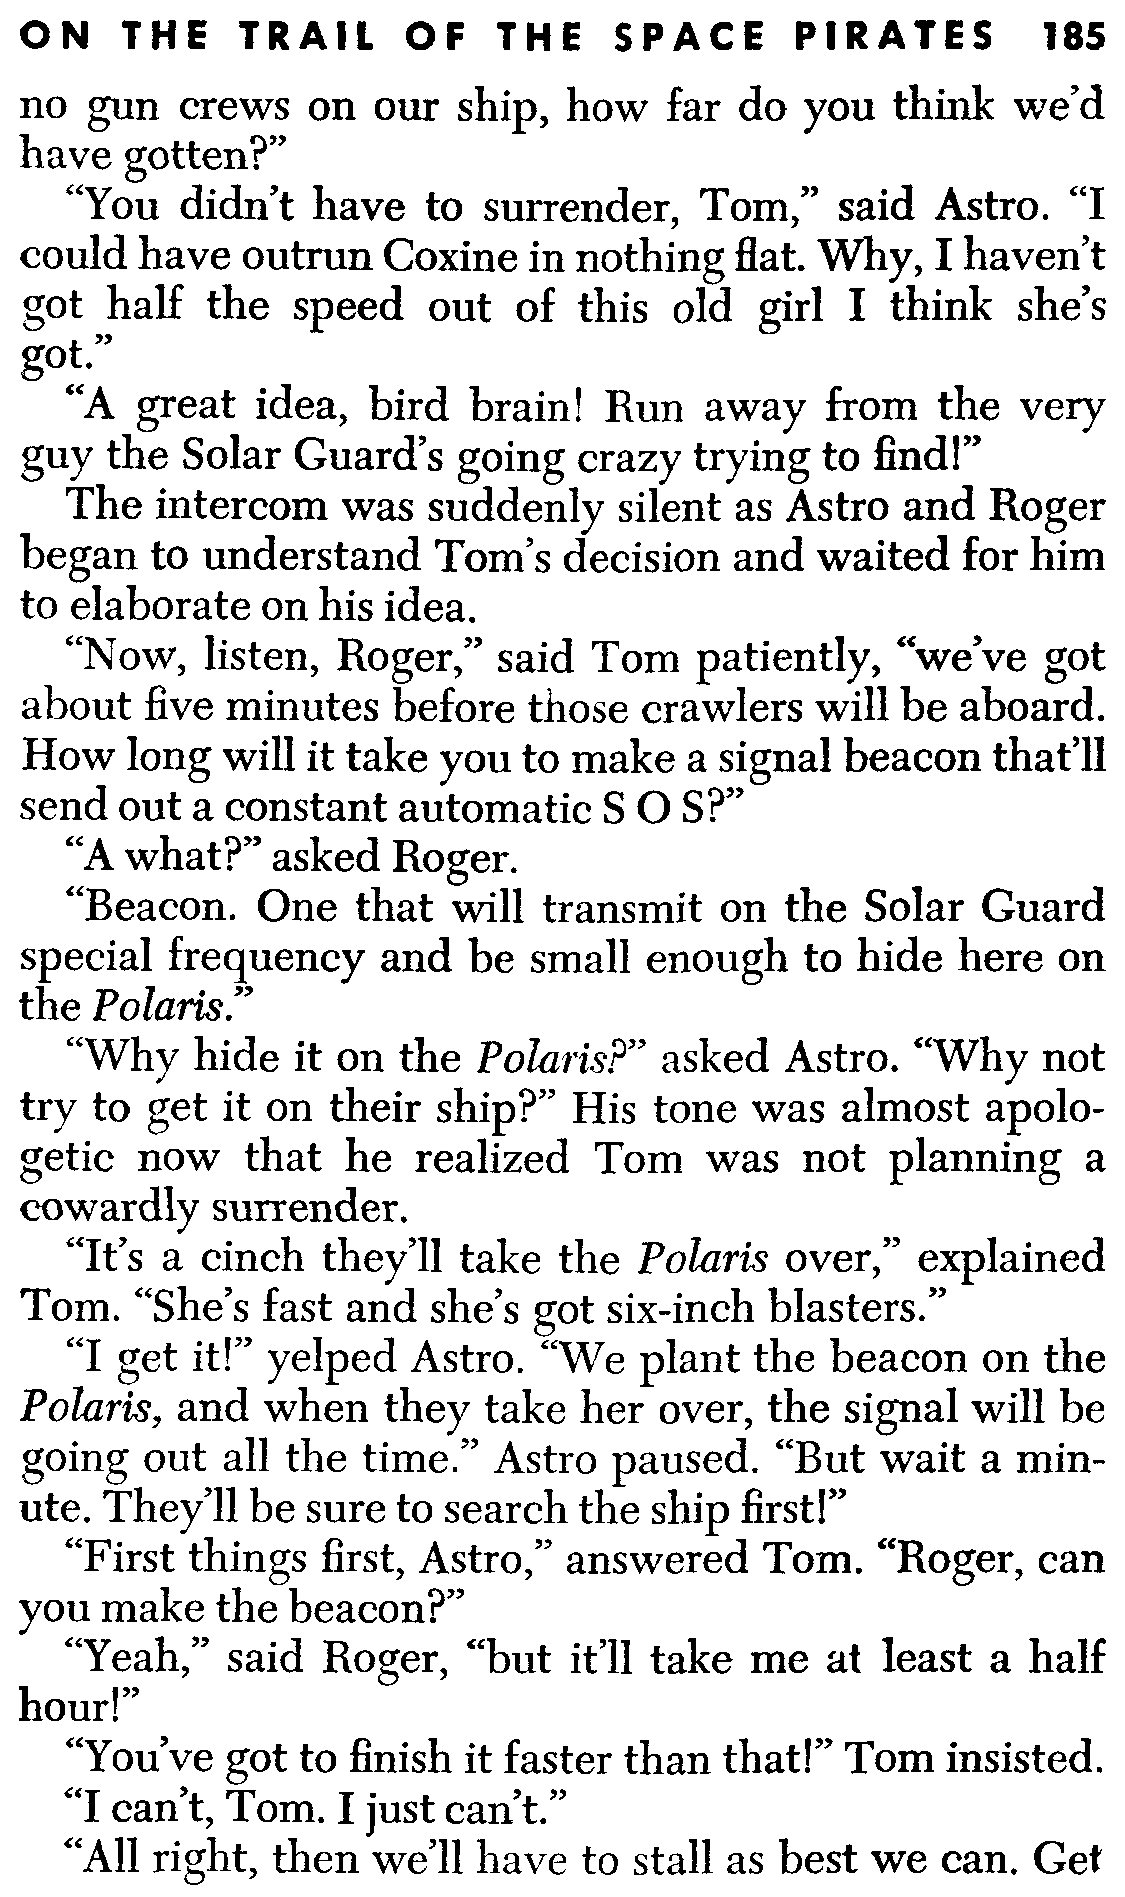 ON THE TRAIL OF THE SPACE PIRATES 185
no gun crews on our ship, how far do you think we'd
have gotten?”
“You didn't have to surrender, Tom,” said Astro. “I
could have outrun Coxine in nothing flat. Why, I haven't
got half the speed out of this old girl I think she's
got.”
“A great idea, bird brain! Run away from the very
guy the Solar Guard's going crazy trying to find!”
The intercom was suddenly silent as Astro and Roger
began to understand Tom's decision and waited for him
to elaborate on his idea.
“Now, listen, Roger,” said Tom patiently, “we've got
about five minutes before those crawlers will be aboard.
How long will it take you to make a signal beacon that'll
send out a constant automatic S O S?”
“A what?” asked Roger.
“Beacon. One that will transmit on the Solar Guard
special frequency and be small enough to hide here on
the Polaris.”
“Why hide it on the Polaris?” asked Astro. “Why not
try to get it on their ship?” His tone was almost apolo-
getic now that he realized Tom was not planning a
cowardly surrender.
“It's a cinch they'll take the Polaris over,” explained
Tom. “She's fast and she's got six-inch blasters.”
“I get it!” yelped Astro. “We plant the beacon on the
Polaris, and when they take her over, the signal will be
going out all the time.” Astro paused. “But wait a min-
ute. They'll be sure to search the ship first!”
“First things first, Astro,” answered Tom. “Roger, can
you make the beacon?”
“Yeah,” said Roger, “but it'll take me at least a half
hour!”
“You've got to finish it faster than that!” Tom insisted.
“I can't, Tom. I just can't.”
“All right, then we'll have to stall as best we can. Get